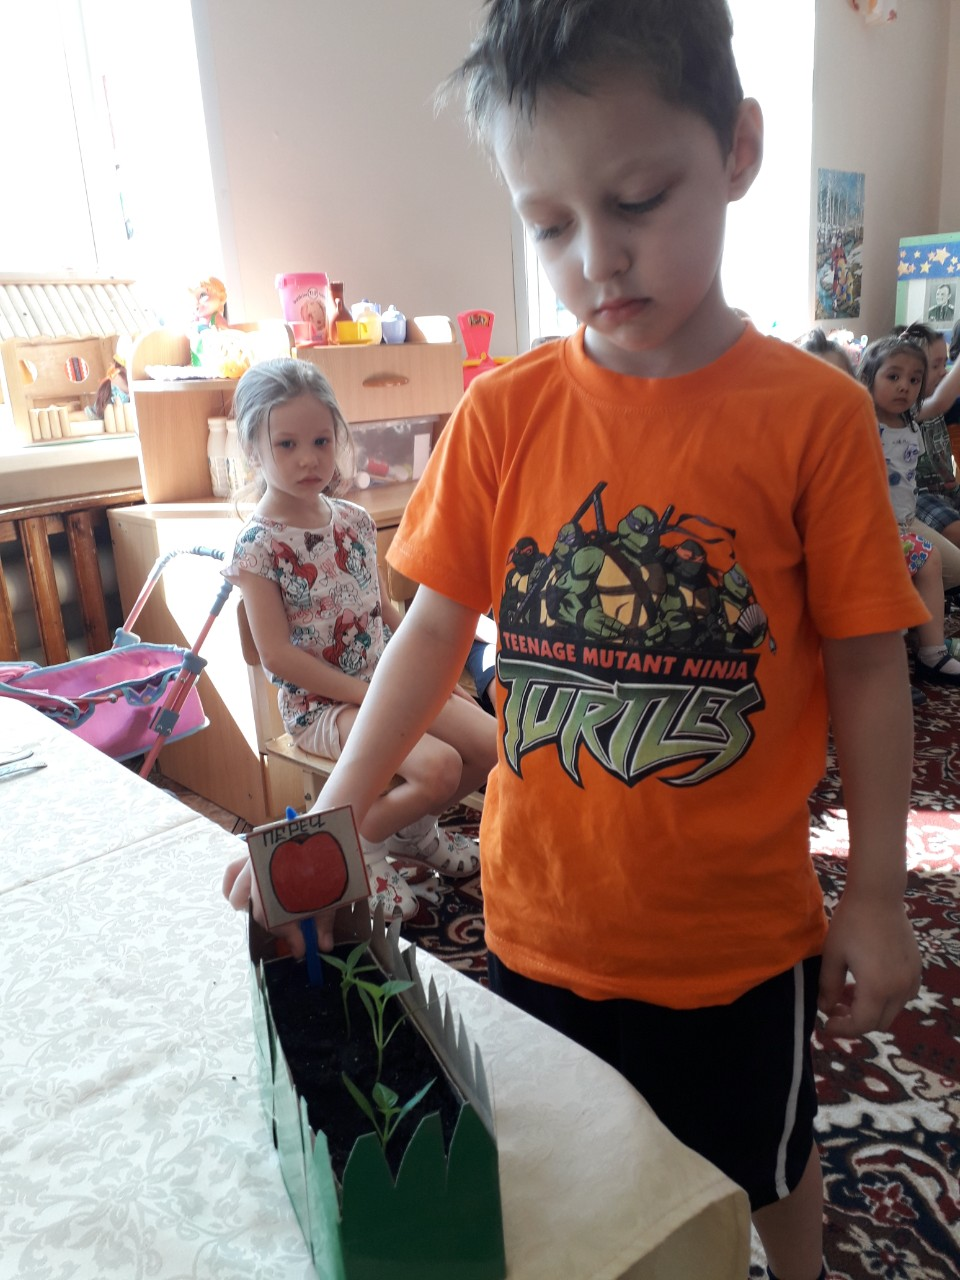 ПЕРЕЦ
TEENAGE MUTANT NINJA
TURTLES